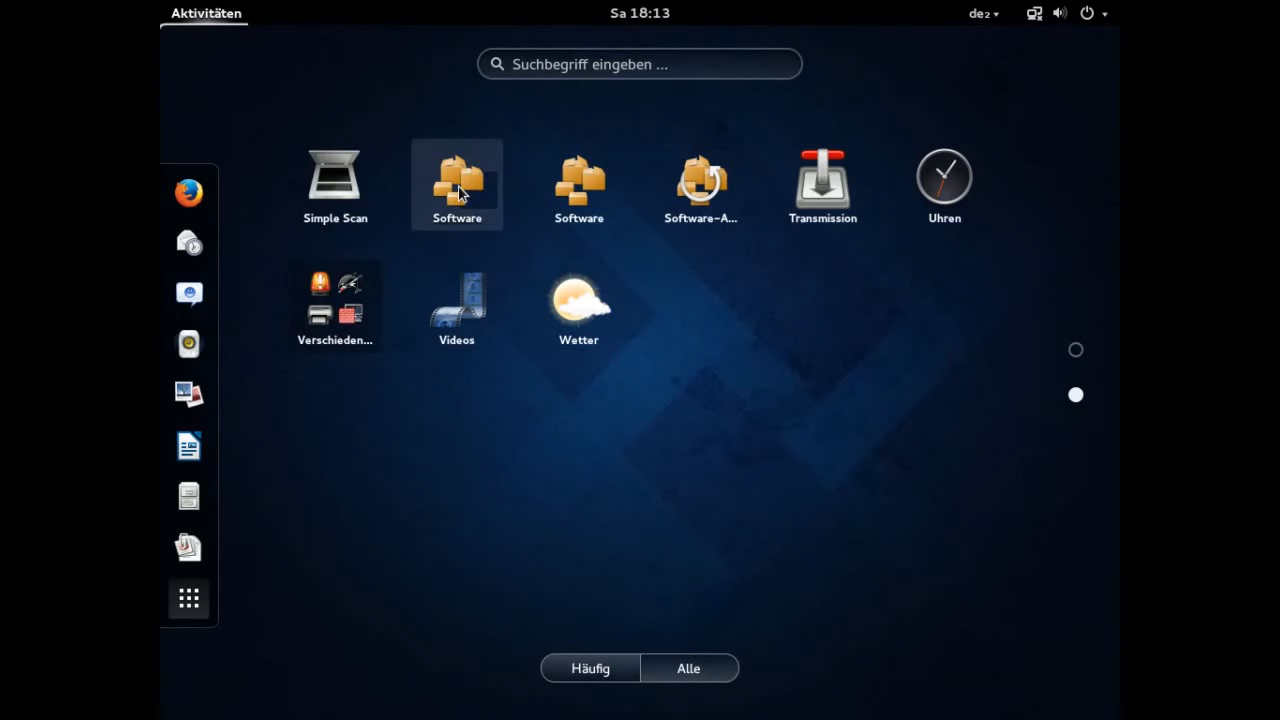 Aktivitäten
Sa 18:13
de₂
Suchbegriff eingeben ...
Simple Scan
Software
Software
Software-A...
Transmission
Uhren
Verschieden...
Videos
Wetter
Häufig
Alle